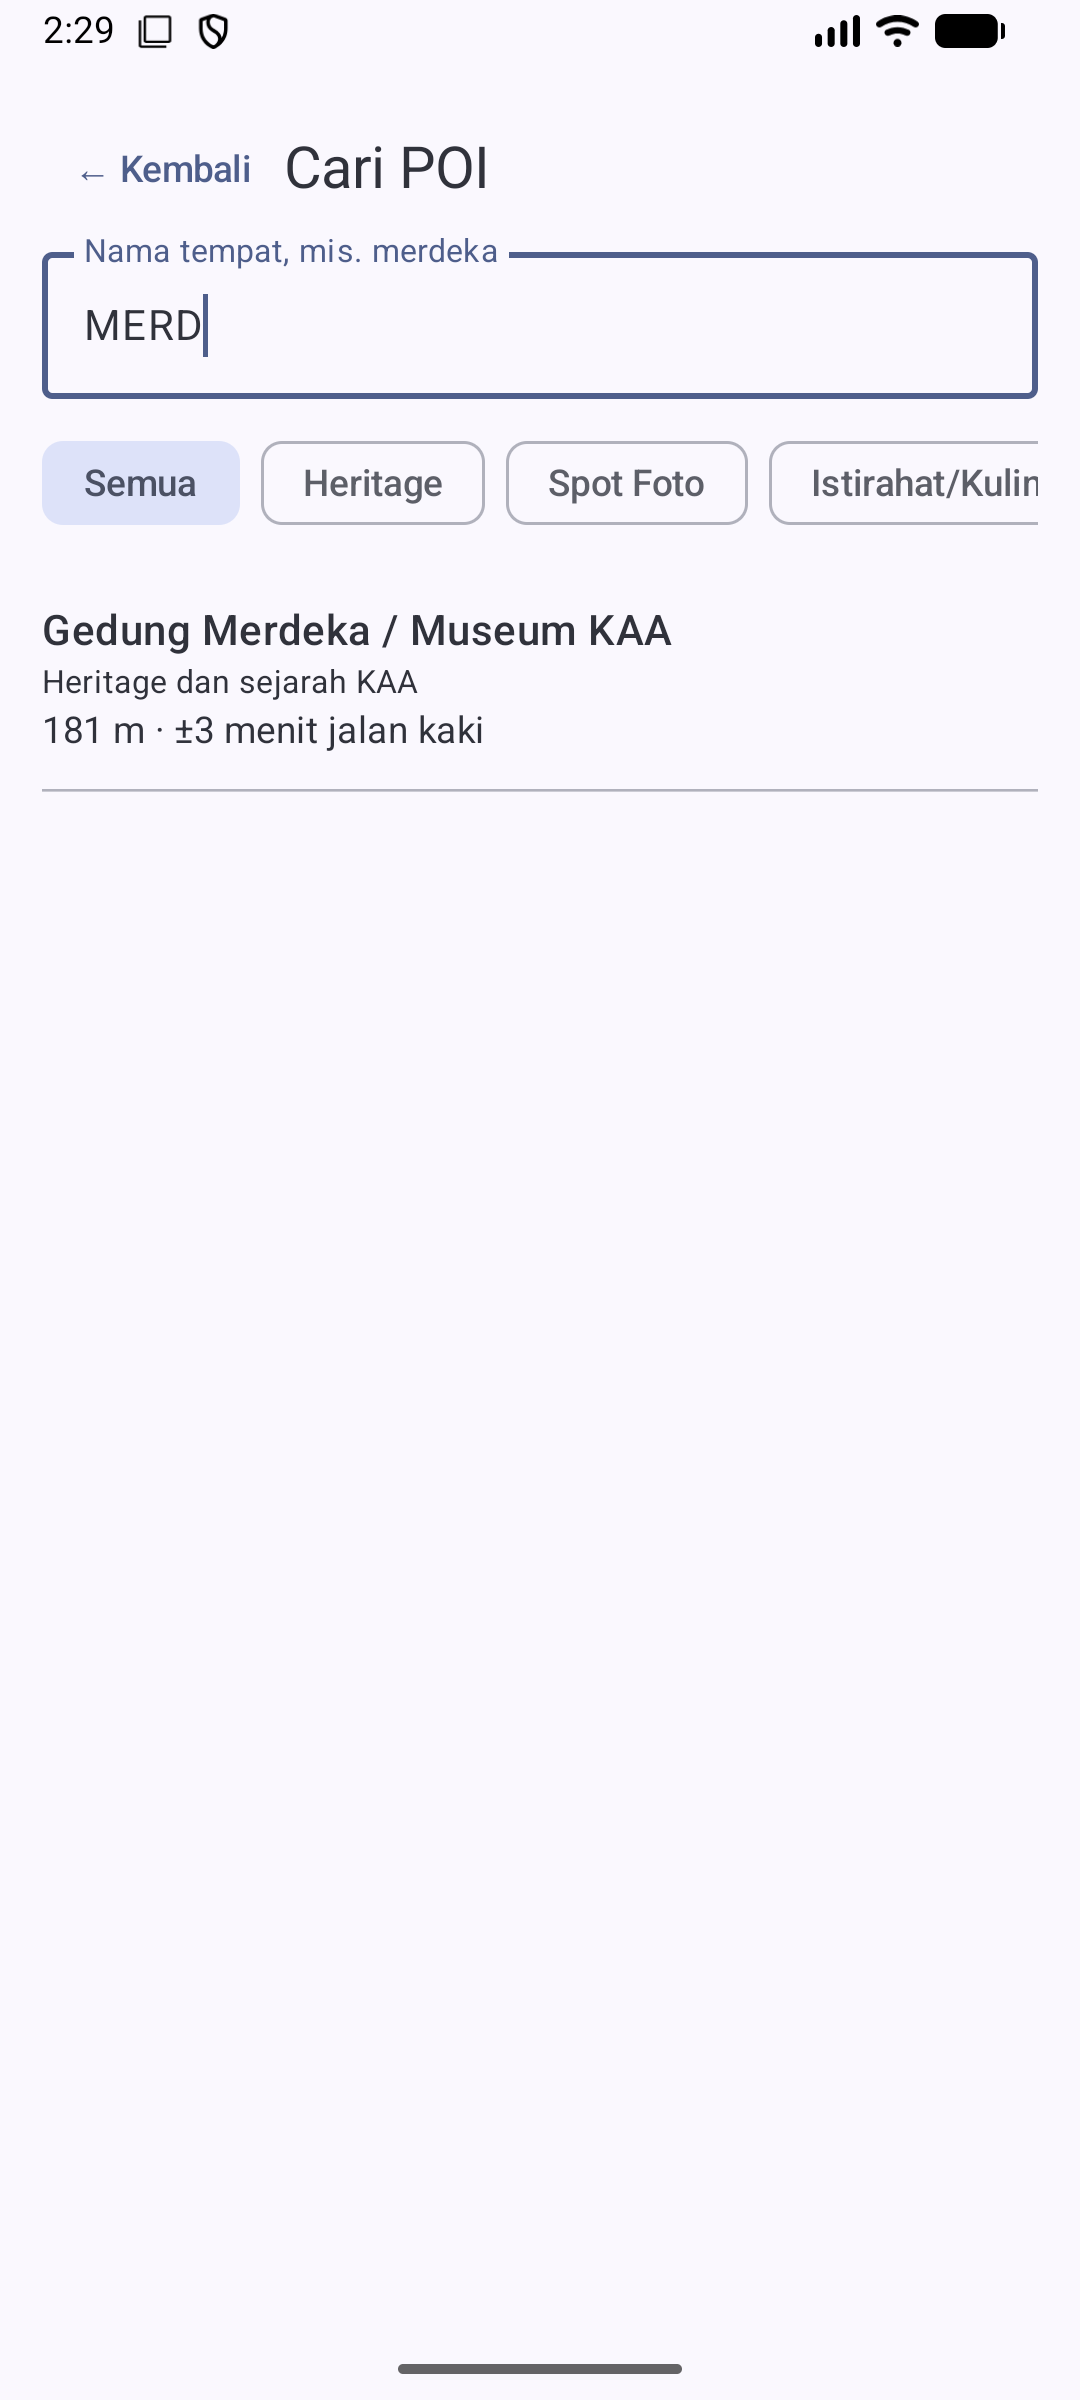 2:29
← Kembali Cari POI
Nama tempat, mis. merdeka
MERD
Semua Heritage Spot Foto Istirahat/Kulin
Gedung Merdeka / Museum KAA
Heritage dan sejarah KAA
181 m · ±3 menit jalan kaki